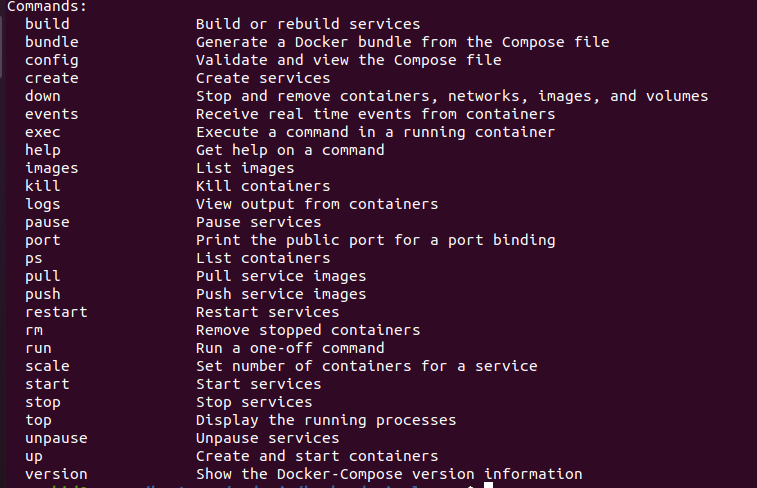 Commands:
build Build or rebuild services
bundle Generate a Docker bundle from the Compose file
config Validate and view the Compose file
create Create services
down Stop and remove containers, networks, images, and volumes
events Receive real time events from containers
exec Execute a command in a running container
help Get help on a command
images List images
kill Kill containers
logs View output from containers
pause Pause services
port Print the public port for a port binding
ps List containers
pull Pull service images
push Push service images
restart Restart services
rm Remove stopped containers
run Run a one-off command
scale Set number of containers for a service
start Start services
stop Stop services
top Display the running processes
unpause Unpause services
up Create and start containers
version Show the Docker-Compose version information